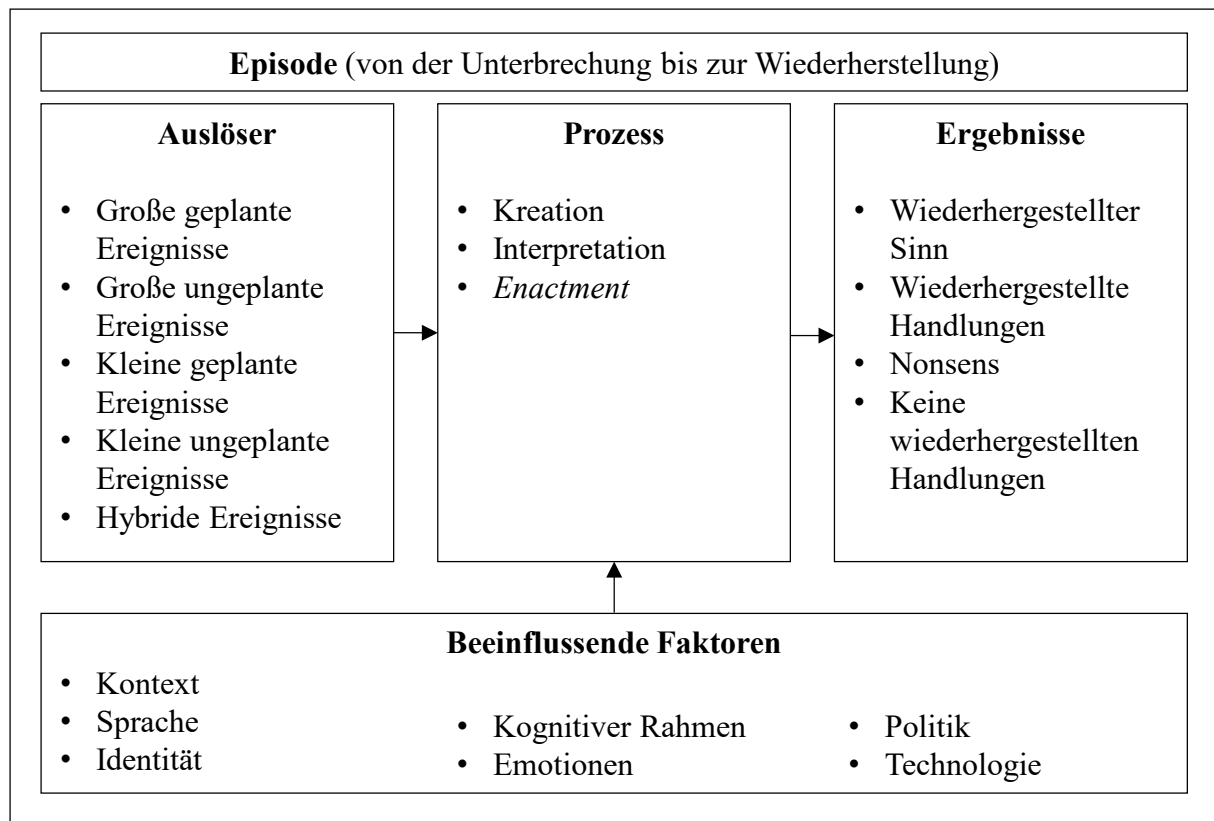 Episode (von der Unterbrechung bis zur Wiederherstellung)
Auslöser
• Große geplante
Ereignisse
• Große ungeplante
Ereignisse
• Kleine geplante
Ereignisse
• Kleine ungeplante
Ereignisse
• Hybride Ereignisse
Prozess
• Kreation
• Interpretation
• Enactment
Ergebnisse
• Wiederhergestellter
Sinn
• Wiederhergestellte
Handlungen
• Nonsens
• Keine
wiederhergestellten
Handlungen
Beeinflussende Faktoren
• Kontext
• Sprache
• Identität
• Kognitiver Rahmen
• Emotionen
• Politik
• Technologie